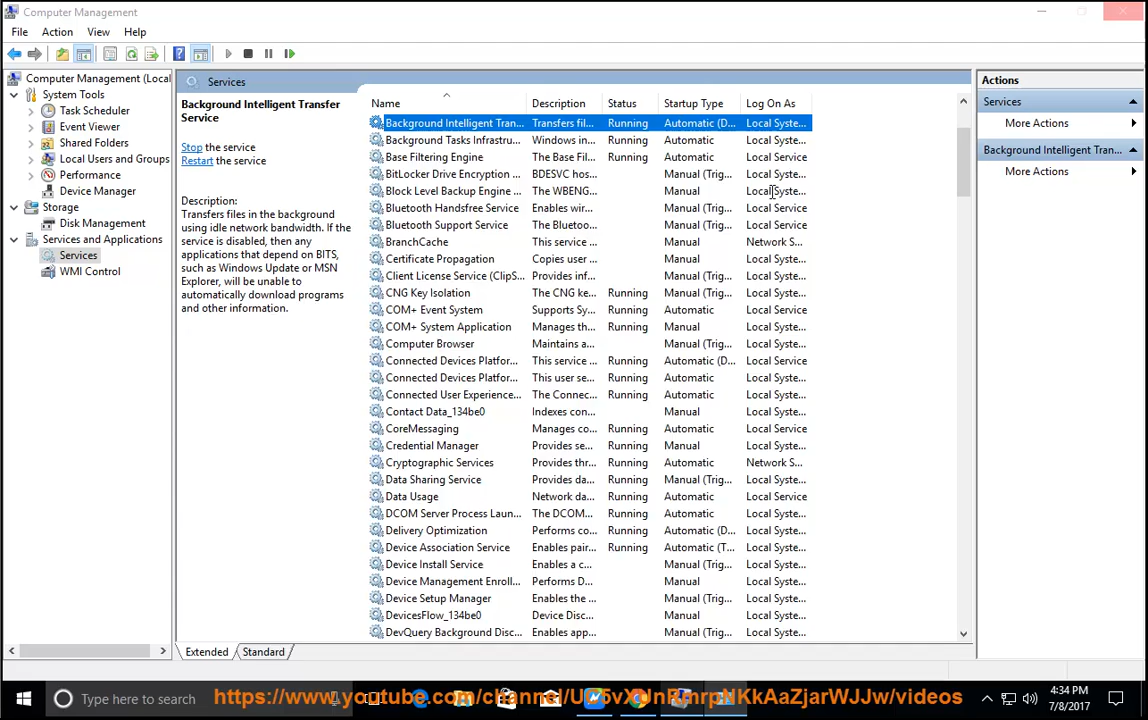 Computer Management
File Action View Help
Computer Management (Local
System Tools
Task Scheduler
Event Viewer
Shared Folders
Local Users and Groups
Performance
Device Manager
Storage
Disk Management
Services and Applications
Services
WMI Control
Services
Background Intelligent Transfer
Service
Stop the service
Restart the service
Description:
Transfers files in the background
using idle network bandwidth. If the
service is disabled, then any
applications that depend on BITS,
such as Windows Update or MSN
Explorer, will be unable to
automatically download programs
and other information.
Name Description Status Startup Type Log On As
Background Intelligent Tran... Transfers fil... Running Automatic (D... Local Syste...
Background Tasks Infrastru... Windows in... Running Automatic Local Syste...
Base Filtering Engine The Base Fil... Running Automatic Local Service
BitLocker Drive Encryption ... BDESVC hos... Manual (Trig... Local Syste...
Block Level Backup Engine ... The WBENG... Manual Local Syste...
Bluetooth Handsfree Service Enables wir... Manual (Trig... Local Service
Bluetooth Support Service The Bluetoo... Manual (Trig... Local Service
BranchCache This service ... Manual Network S...
Certificate Propagation Copies user ... Manual Local Syste...
Client License Service (ClipS... Provides inf... Manual (Trig... Local Syste...
CNG Key Isolation The CNG ke... Running Manual (Trig... Local Syste...
COM+ Event System Supports Sy... Running Automatic Local Service
COM+ System Application Manages th... Running Manual Local Syste...
Computer Browser Maintains a... Manual (Trig... Local Syste...
Connected Devices Platfor... This service ... Running Automatic (D... Local Service
Connected Devices Platfor... This user se... Running Automatic Local Syste...
Connected User Experience... The Connec... Running Automatic Local Syste...
Contact Data_134be0 Indexes con... Manual Local Syste...
CoreMessaging Manages co... Running Automatic Local Service
Credential Manager Provides se... Running Manual Local Syste...
Cryptographic Services Provides thr... Running Automatic Network S...
Data Sharing Service Provides da... Running Manual (Trig... Local Syste...
Data Usage Network da... Running Automatic Local Service
DCOM Server Process Laun... The DCOM... Running Automatic Local Syste...
Delivery Optimization Performs co... Running Automatic (D... Local Syste...
Device Association Service Enables pair... Running Automatic (T... Local Syste...
Device Install Service Enables a c... Manual (Trig... Local Syste...
Device Management Enroll... Performs D... Manual Local Syste...
Device Setup Manager Enables the ... Manual (Trig... Local Syste...
DevicesFlow_134be0 Device Disc... Manual Local Syste...
DevQuery Background Disc... Enables app... Manual (Trig... Local Syste...
Extended Standard
Actions
Services
More Actions
Background Intelligent Tran...
More Actions
Type here to search
4:34 PM
7/8/2017